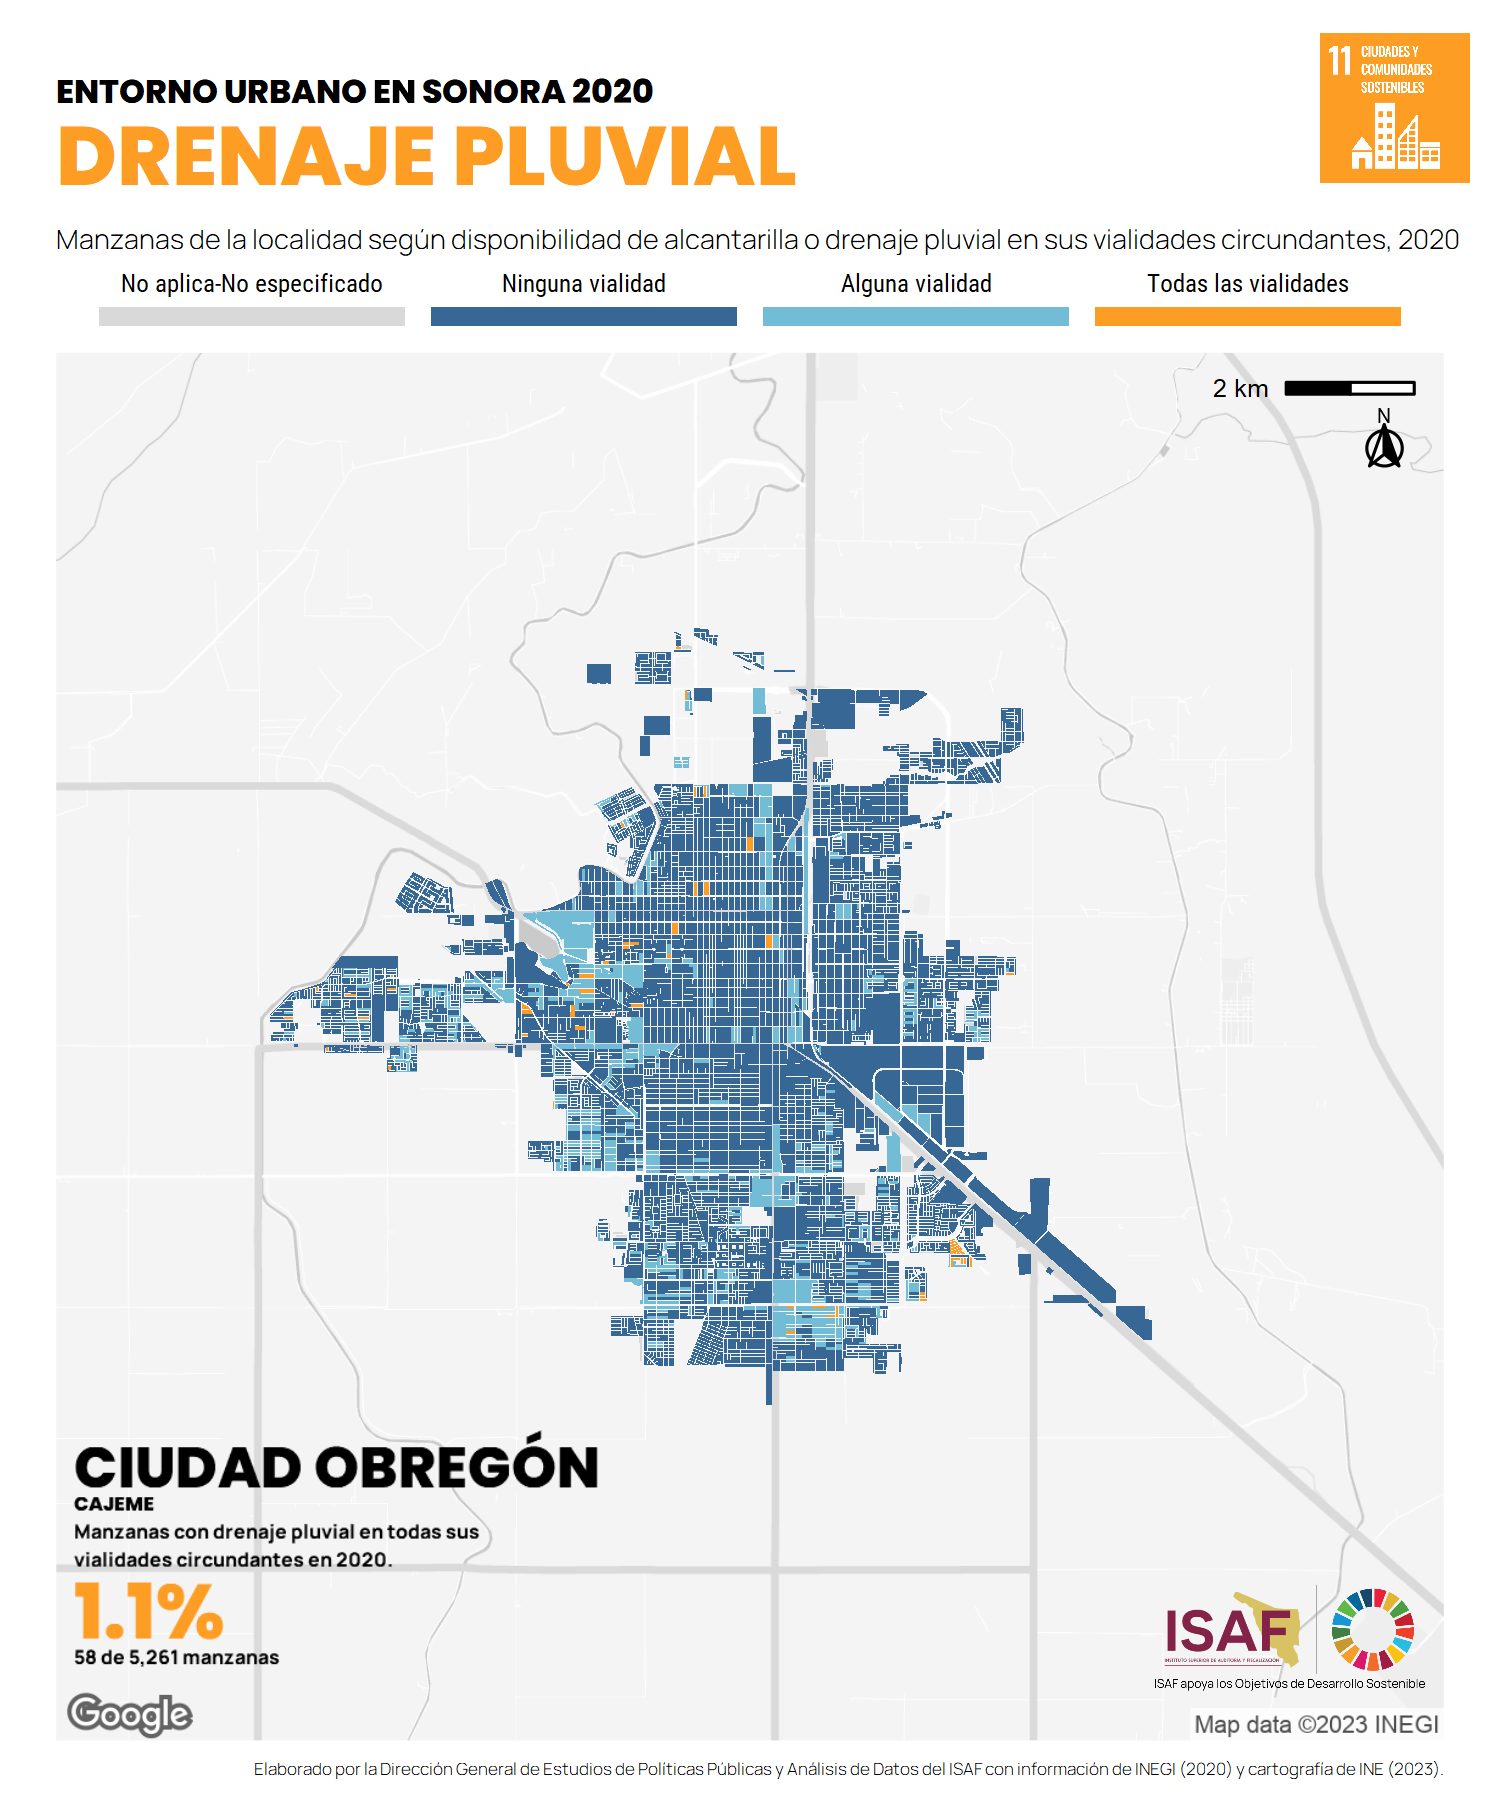 11 CIUDADES Y
COMUNIDADES
SOSTENIBLES
ENTORNO URBANO EN SONORA 2020
DRENAJE PLUVIAL
Manzanas de la localidad según disponibilidad de alcantarilla o drenaje pluvial en sus vialidades circundantes, 2020
No aplica-No especificado
Ninguna vialidad
Alguna vialidad
Todas las vialidades
2 km
N
CIUDAD OBREGÓN
CAJEME
Manzanas con drenaje pluvial en todas sus
vialidades circundantes en 2020.
1.1%
58 de 5,261 manzanas
Google
ISAF
INSTITUTO SUPERIOR DE AUDITORÍA Y FISCALIZACIÓN
ISAF apoya los Objetivos de Desarrollo Sostenible
Map data ©2023 INEGI
Elaborado por la Dirección General de Estudios de Políticas Públicas y Análisis de Datos del ISAF con información de INEGI (2020) y cartografía de INE (2023).